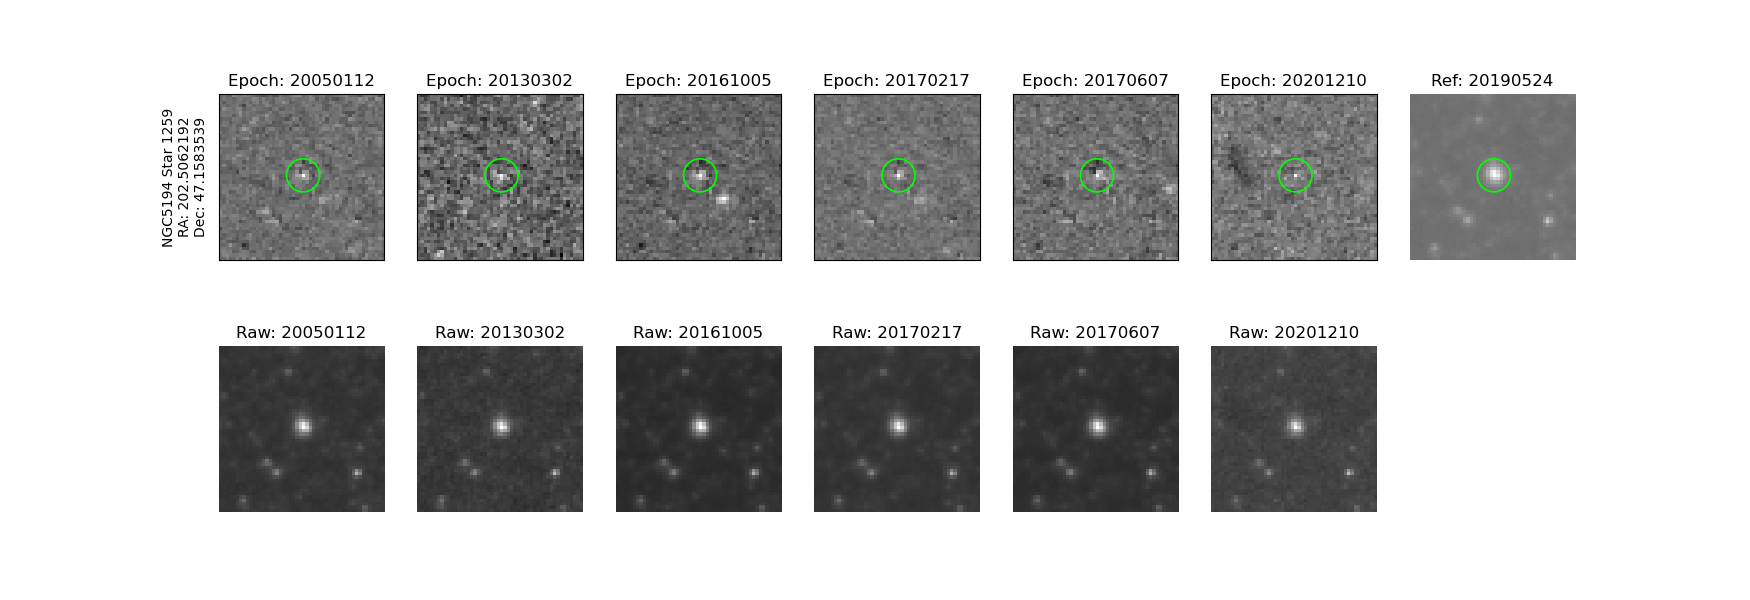 Epoch: 20050112
Epoch: 20130302
Epoch: 20161005
Epoch: 20170217
Epoch: 20170607
Epoch: 20201210
Ref: 20190524
NGC5194 Star 1259
RA: 202.5062192
Dec: 47.1583539
Raw: 20050112
Raw: 20130302
Raw: 20161005
Raw: 20170217
Raw: 20170607
Raw: 20201210